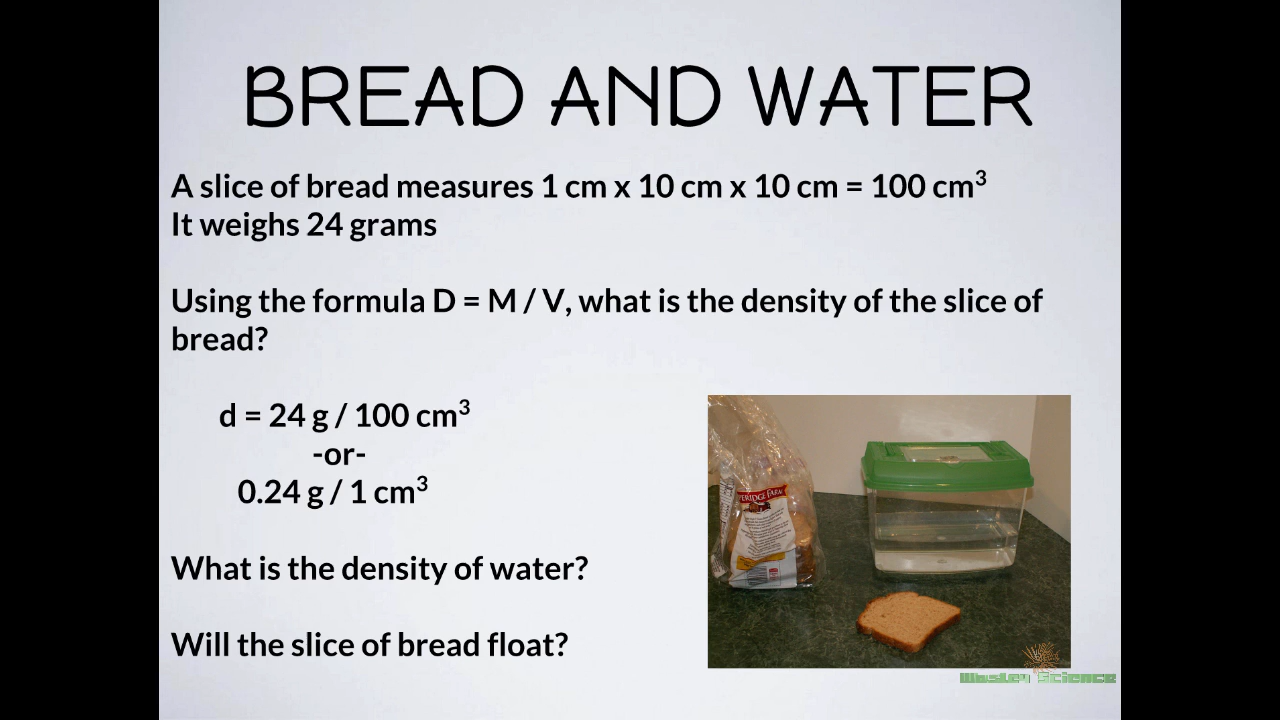 BREAD AND WATER
A slice of bread measures 1 cm x 10 cm x 10 cm = 100 cm³
It weighs 24 grams
Using the formula D = M / V, what is the density of the slice of
bread?
d = 24 g / 100 cm³
-or-
0.24 g / 1 cm³
What is the density of water?
Will the slice of bread float?
FARM
Science